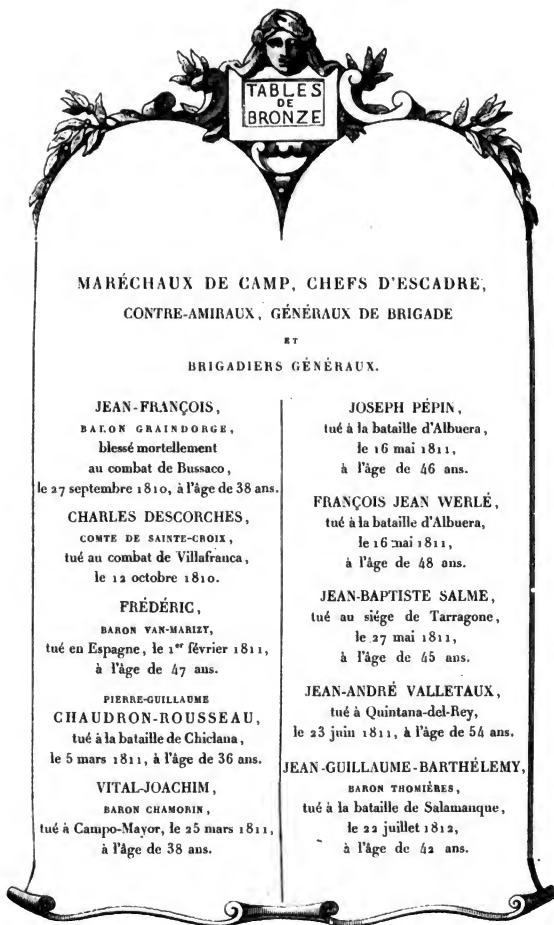 TABLES
DE
BRONZE
MARÉCHAUX DE CAMP, CHEFS D'ESCADRE,
CONTRE-AMIRAUX, GÉNÉRAUX DE BRIGADE
ET
BRIGADIERS GÉNÉRAUX.
JEAN-FRANÇOIS,
BARON GRAINDORGE,
blessé mortellement
au combat de Bussaco,
le 27 septembre 1810, à l'âge de 38 ans.
CHARLES DESCORCHES,
COMTE DE SAINTE-CROIX,
tué au combat de Villafranca,
le 12 octobre 1810.
FRÉDÉRIC,
BARON VAN-MARIZY,
tué en Espagne, le 1er février 1811,
à l'âge de 47 ans.
PIERRE-GUILLAUME
CHAUDRON-ROUSSEAU,
tué à la bataille de Chiclana,
le 5 mars 1811, à l'âge de 36 ans.
VITAL-JOACHIM,
BARON CHAMORIN,
tué à Campo-Mayor, le 25 mars 1811,
à l'âge de 38 ans.
JOSEPH PÉPIN,
tué à la bataille d'Albuera,
le 16 mai 1811,
à l'âge de 46 ans.
FRANÇOIS JEAN WERLÉ,
tué à la bataille d'Albuera,
le 16 mai 1811,
à l'âge de 48 ans.
JEAN-BAPTISTE SALME,
tué au siége de Tarragone,
le 27 mai 1811,
à l'âge de 45 ans.
JEAN-ANDRÉ VALLETAUX,
tué à Quintana-del-Rey,
le 23 juin 1811, à l'âge de 54 ans.
JEAN-GUILLAUME-BARTHÉLEMY,
BARON THOMIÈRES,
tué à la bataille de Salamanque,
le 22 juillet 1812,
à l'âge de 42 ans.